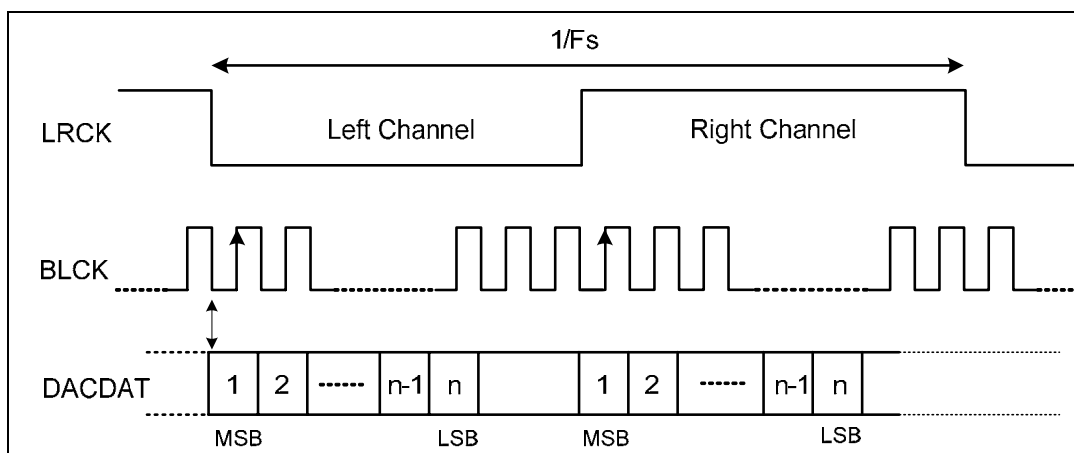 1/Fs
LRCK
Left Channel
Right Channel
BLCK
DACDAT
1 2 n-1 n 1 2 n-1 n
MSB LSB MSB LSB